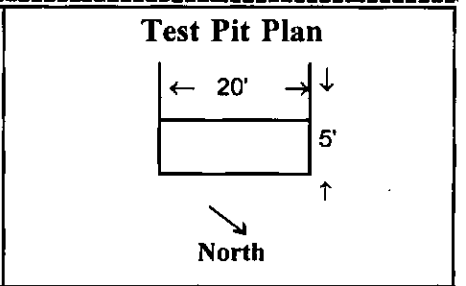 Test Pit Plan
← 20' → ↓
5'
↑
North